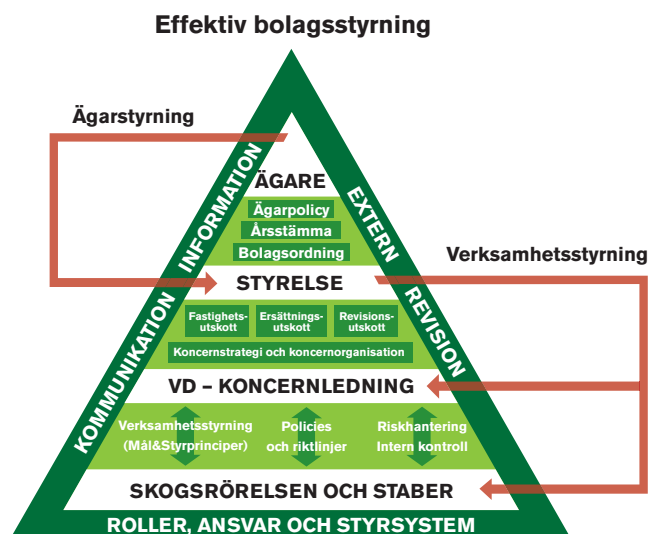 Effektiv bolagsstyrning
Ägarstyrning
KOMMUNIKATION INFORMATION
EXTERN REVISION
ÄGARE
Ägarpolicy
Årsstämma
Bolagsordning
Verksamhetsstyrning
STYRELSE
Fastighets-
utskott
Ersättnings-
utskott
Revisions-
utskott
Koncernstrategi och koncernorganisation
VD – KONCERNLEDNING
Verksamhetsstyrning
(Mål&Styrprinciper)
Policies
och riktlinjer
Riskhantering
Intern kontroll
SKOGSRÖRELSEN OCH STABER
ROLLER, ANSVAR OCH STYRSYSTEM